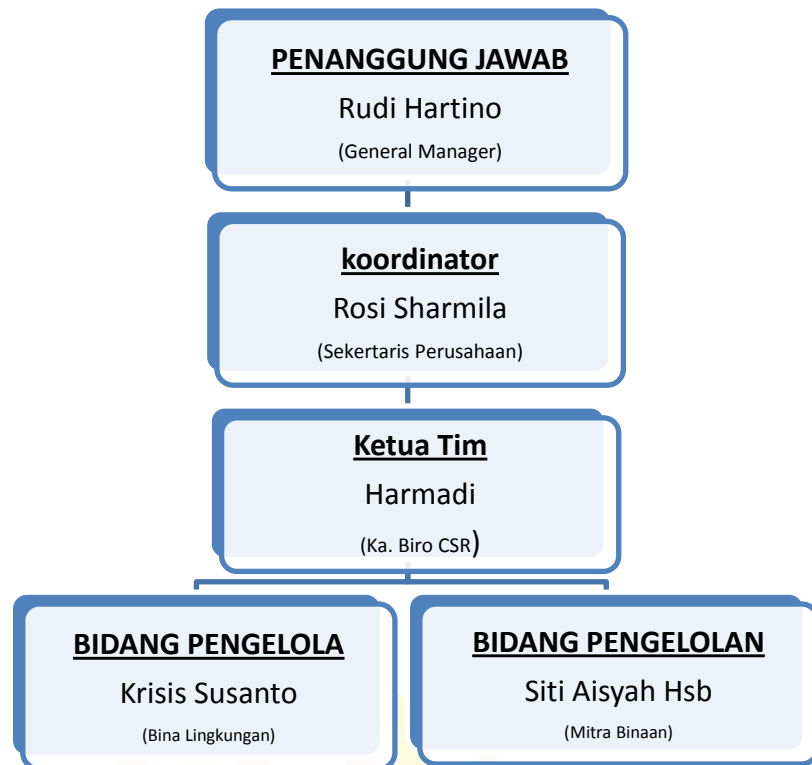 PENANGGUNG JAWAB
Rudi Hartino
(General Manager)
koordinator
Rosi Sharmila
(Sekertaris Perusahaan)
Ketua Tim
Harmadi
(Ka. Biro CSR)
BIDANG PENGELOLA
Krisis Susanto
(Bina Lingkungan)
BIDANG PENGELOLAN
Siti Aisyah Hsb
(Mitra Binaan)